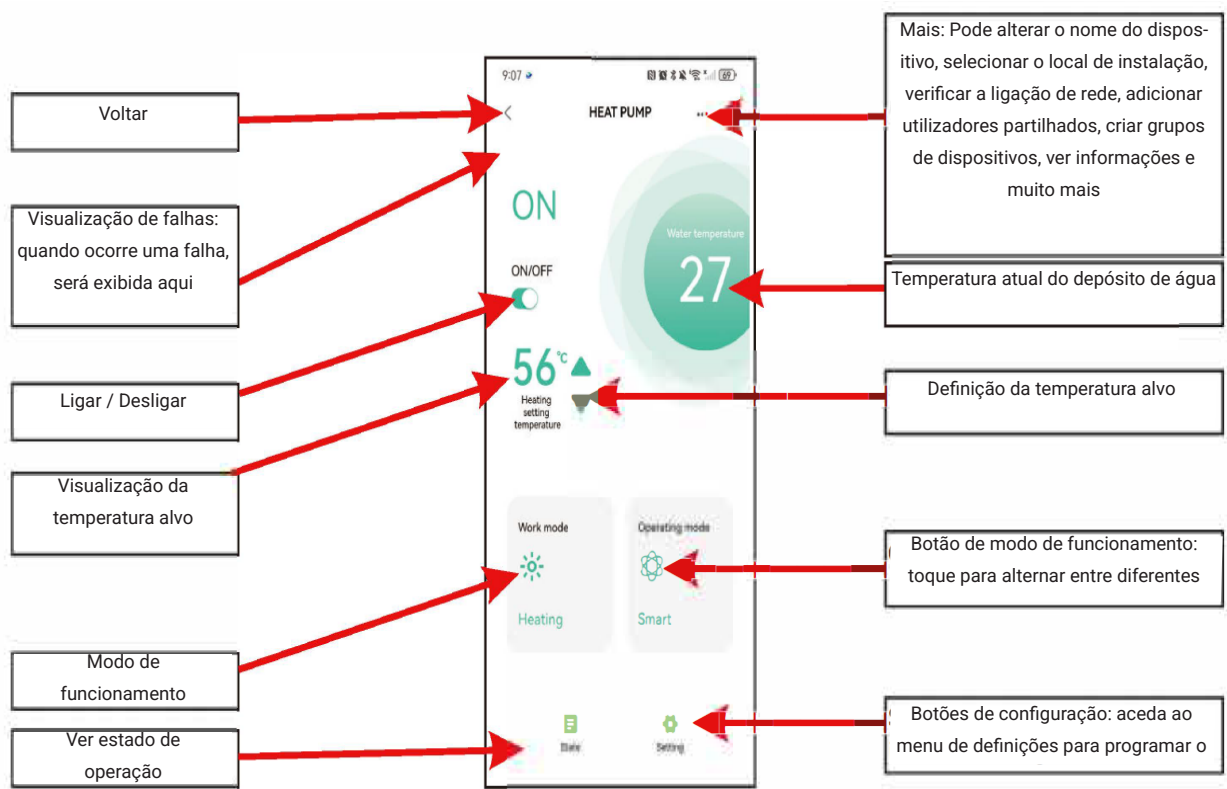 Voltar
Visualização de falhas:
quando ocorre uma falha,
será exibida aqui
Ligar / Desligar
Visualização da
temperatura alvo
Modo de
funcionamento
Ver estado de
operação
9:07
69
HEAT PUMP
ON
Water temperature
27
ON/OFF
56°C
Heating
setting
temperature
Work mode
Heating
Operating mode
Smart
State
Setting
Mais: Pode alterar o nome do dispos-
itivo, selecionar o local de instalação,
verificar a ligação de rede, adicionar
utilizadores partilhados, criar grupos
de dispositivos, ver informações e
muito mais
Temperatura atual do depósito de água
Definição da temperatura alvo
Botão de modo de funcionamento:
toque para alternar entre diferentes
Botões de configuração: aceda ao
menu de definições para programar o